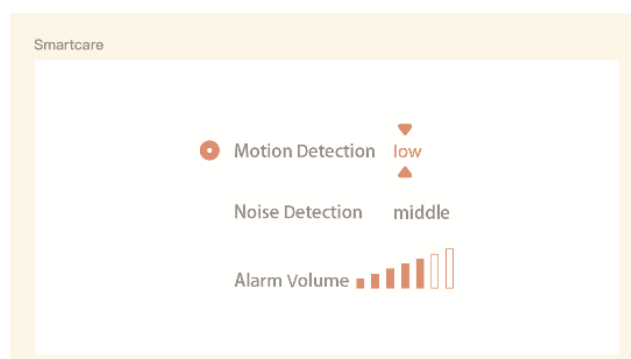 Smartcare
Motion Detection low
Noise Detection middle
Alarm Volume